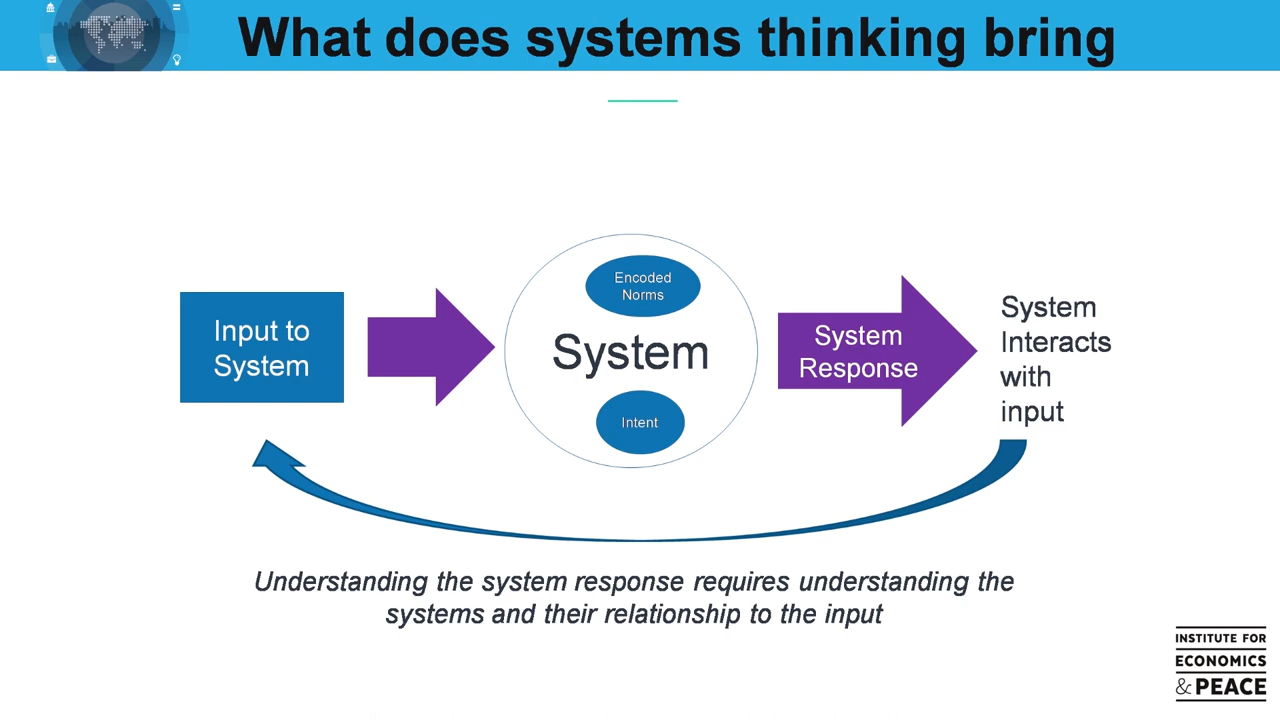 What does systems thinking bring
Input to
System
Encoded
Norms
System
Intent
System
Response
System
Interacts
with
input
Understanding the system response requires understanding the
systems and their relationship to the input
INSTITUTE FOR
ECONOMICS
& PEACE